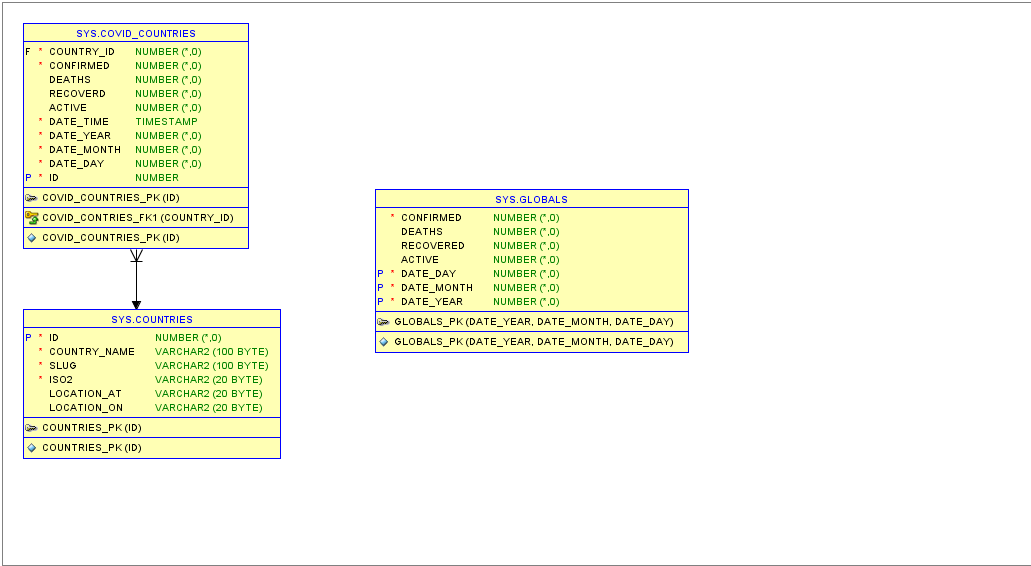 SYS.COVID_COUNTRIES
F * COUNTRY_ID NUMBER (*,0)
* CONFIRMED NUMBER (*,0)
DEATHS NUMBER (*,0)
RECOVERD NUMBER (*,0)
ACTIVE NUMBER (*,0)
* DATE_TIME TIMESTAMP
* DATE_YEAR NUMBER (*,0)
* DATE_MONTH NUMBER (*,0)
* DATE_DAY NUMBER (*,0)
P * ID NUMBER
COVID_COUNTRIES_PK (ID)
COVID_CONTRIES_FK1 (COUNTRY_ID)
COVID_COUNTRIES_PK (ID)
SYS.COUNTRIES
P * ID NUMBER (*,0)
* COUNTRY_NAME VARCHAR2 (100 BYTE)
* SLUG VARCHAR2 (100 BYTE)
* ISO2 VARCHAR2 (20 BYTE)
LOCATION_AT VARCHAR2 (20 BYTE)
LOCATION_ON VARCHAR2 (20 BYTE)
COUNTRIES_PK (ID)
COUNTRIES_PK (ID)
SYS.GLOBALS
* CONFIRMED NUMBER (*,0)
DEATHS NUMBER (*,0)
RECOVERED NUMBER (*,0)
ACTIVE NUMBER (*,0)
P * DATE_DAY NUMBER (*,0)
P * DATE_MONTH NUMBER (*,0)
P * DATE_YEAR NUMBER (*,0)
GLOBALS_PK (DATE_YEAR, DATE_MONTH, DATE_DAY)
GLOBALS_PK (DATE_YEAR, DATE_MONTH, DATE_DAY)